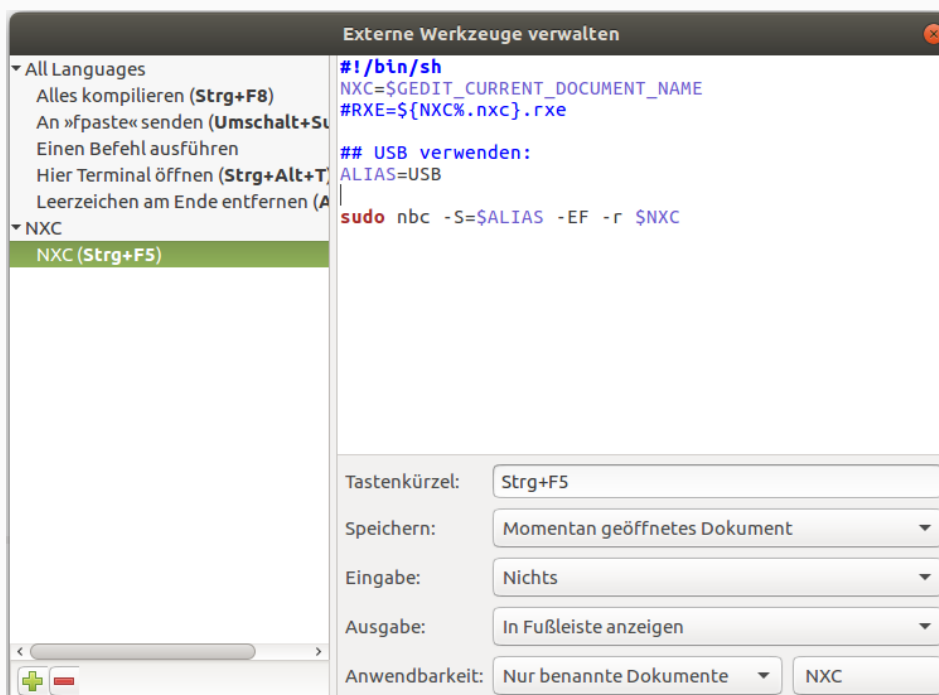 Externe Werkzeuge verwalten
All Languages
Alles kompilieren (Strg+F8)
An »fpaste« senden (Umschalt+Su
Einen Befehl ausführen
Hier Terminal öffnen (Strg+Alt+T)
Leerzeichen am Ende entfernen (A
NXC
NXC (Strg+F5)
#!/bin/sh
NXC=$GEDIT_CURRENT_DOCUMENT_NAME
#RXE=${NXC%.nxc}.rxe
## USB verwenden:
ALIAS=USB
sudo nbc -S=$ALIAS -EF -r $NXC
Tastenkürzel: Strg+F5
Speichern: Momentan geöffnetes Dokument
Eingabe: Nichts
Ausgabe: In Fußleiste anzeigen
Anwendbarkeit: Nur benannte Dokumente NXC